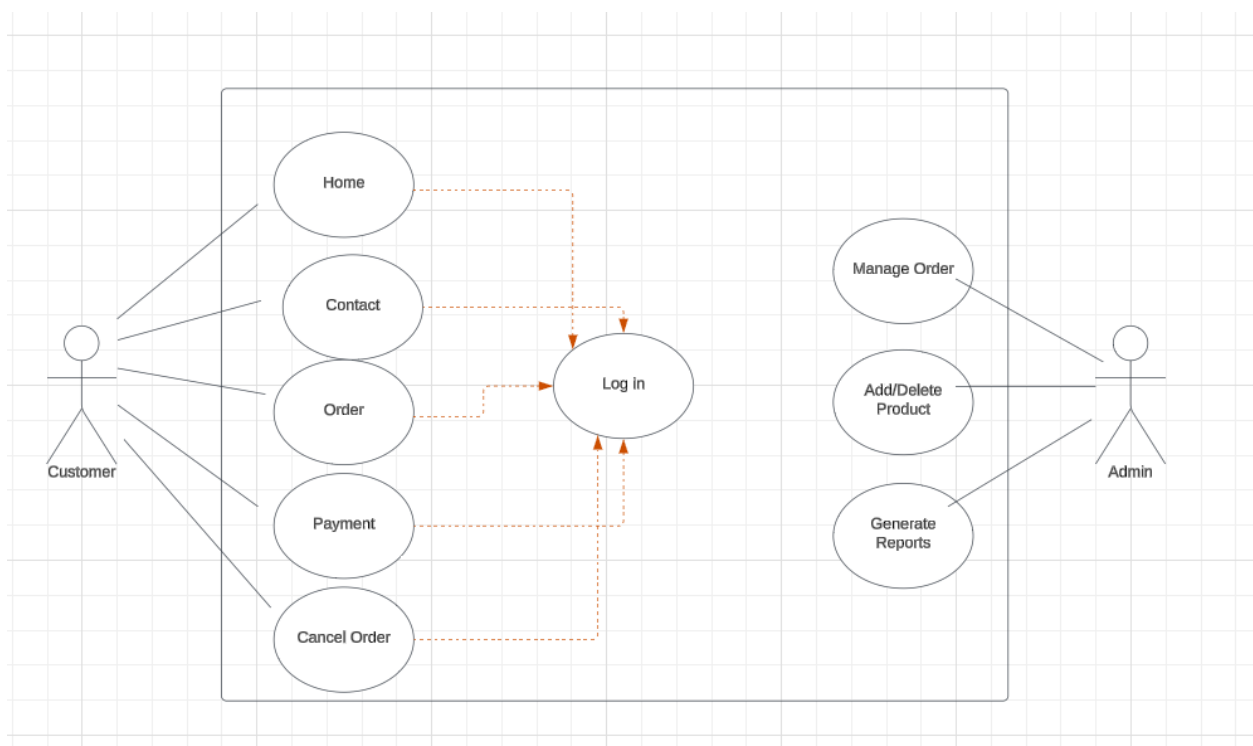 Home
Contact
Order
Payment
Cancel Order
Customer
Log in
Manage Order
Add/Delete
Product
Generate
Reports
Admin